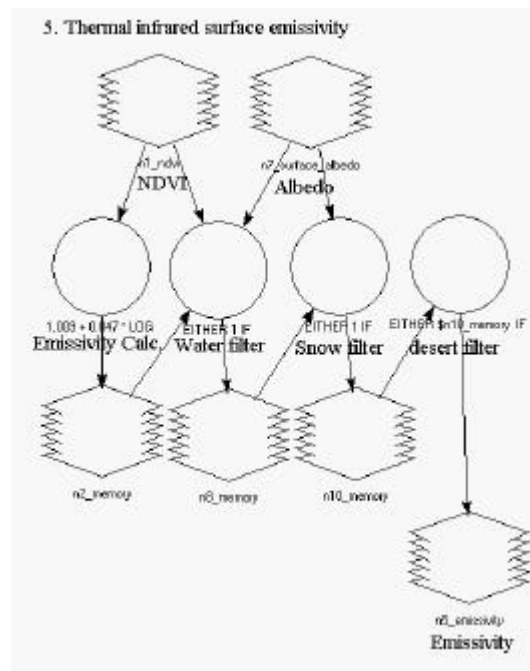 5. Thermal infrared surface emissivity
n1_ndvi
n7_surface_albedo
NDVI
Albedo
1.009 + 0.047 * LOG
EITHER 1 IF
EITHER 1 IF
EITHER $n10_memory IF
Emissivity Calc.
Water filter
Snow filter
desert filter
n2_memory
n8_memory
n10_memory
n5_emissivity
Emissivity